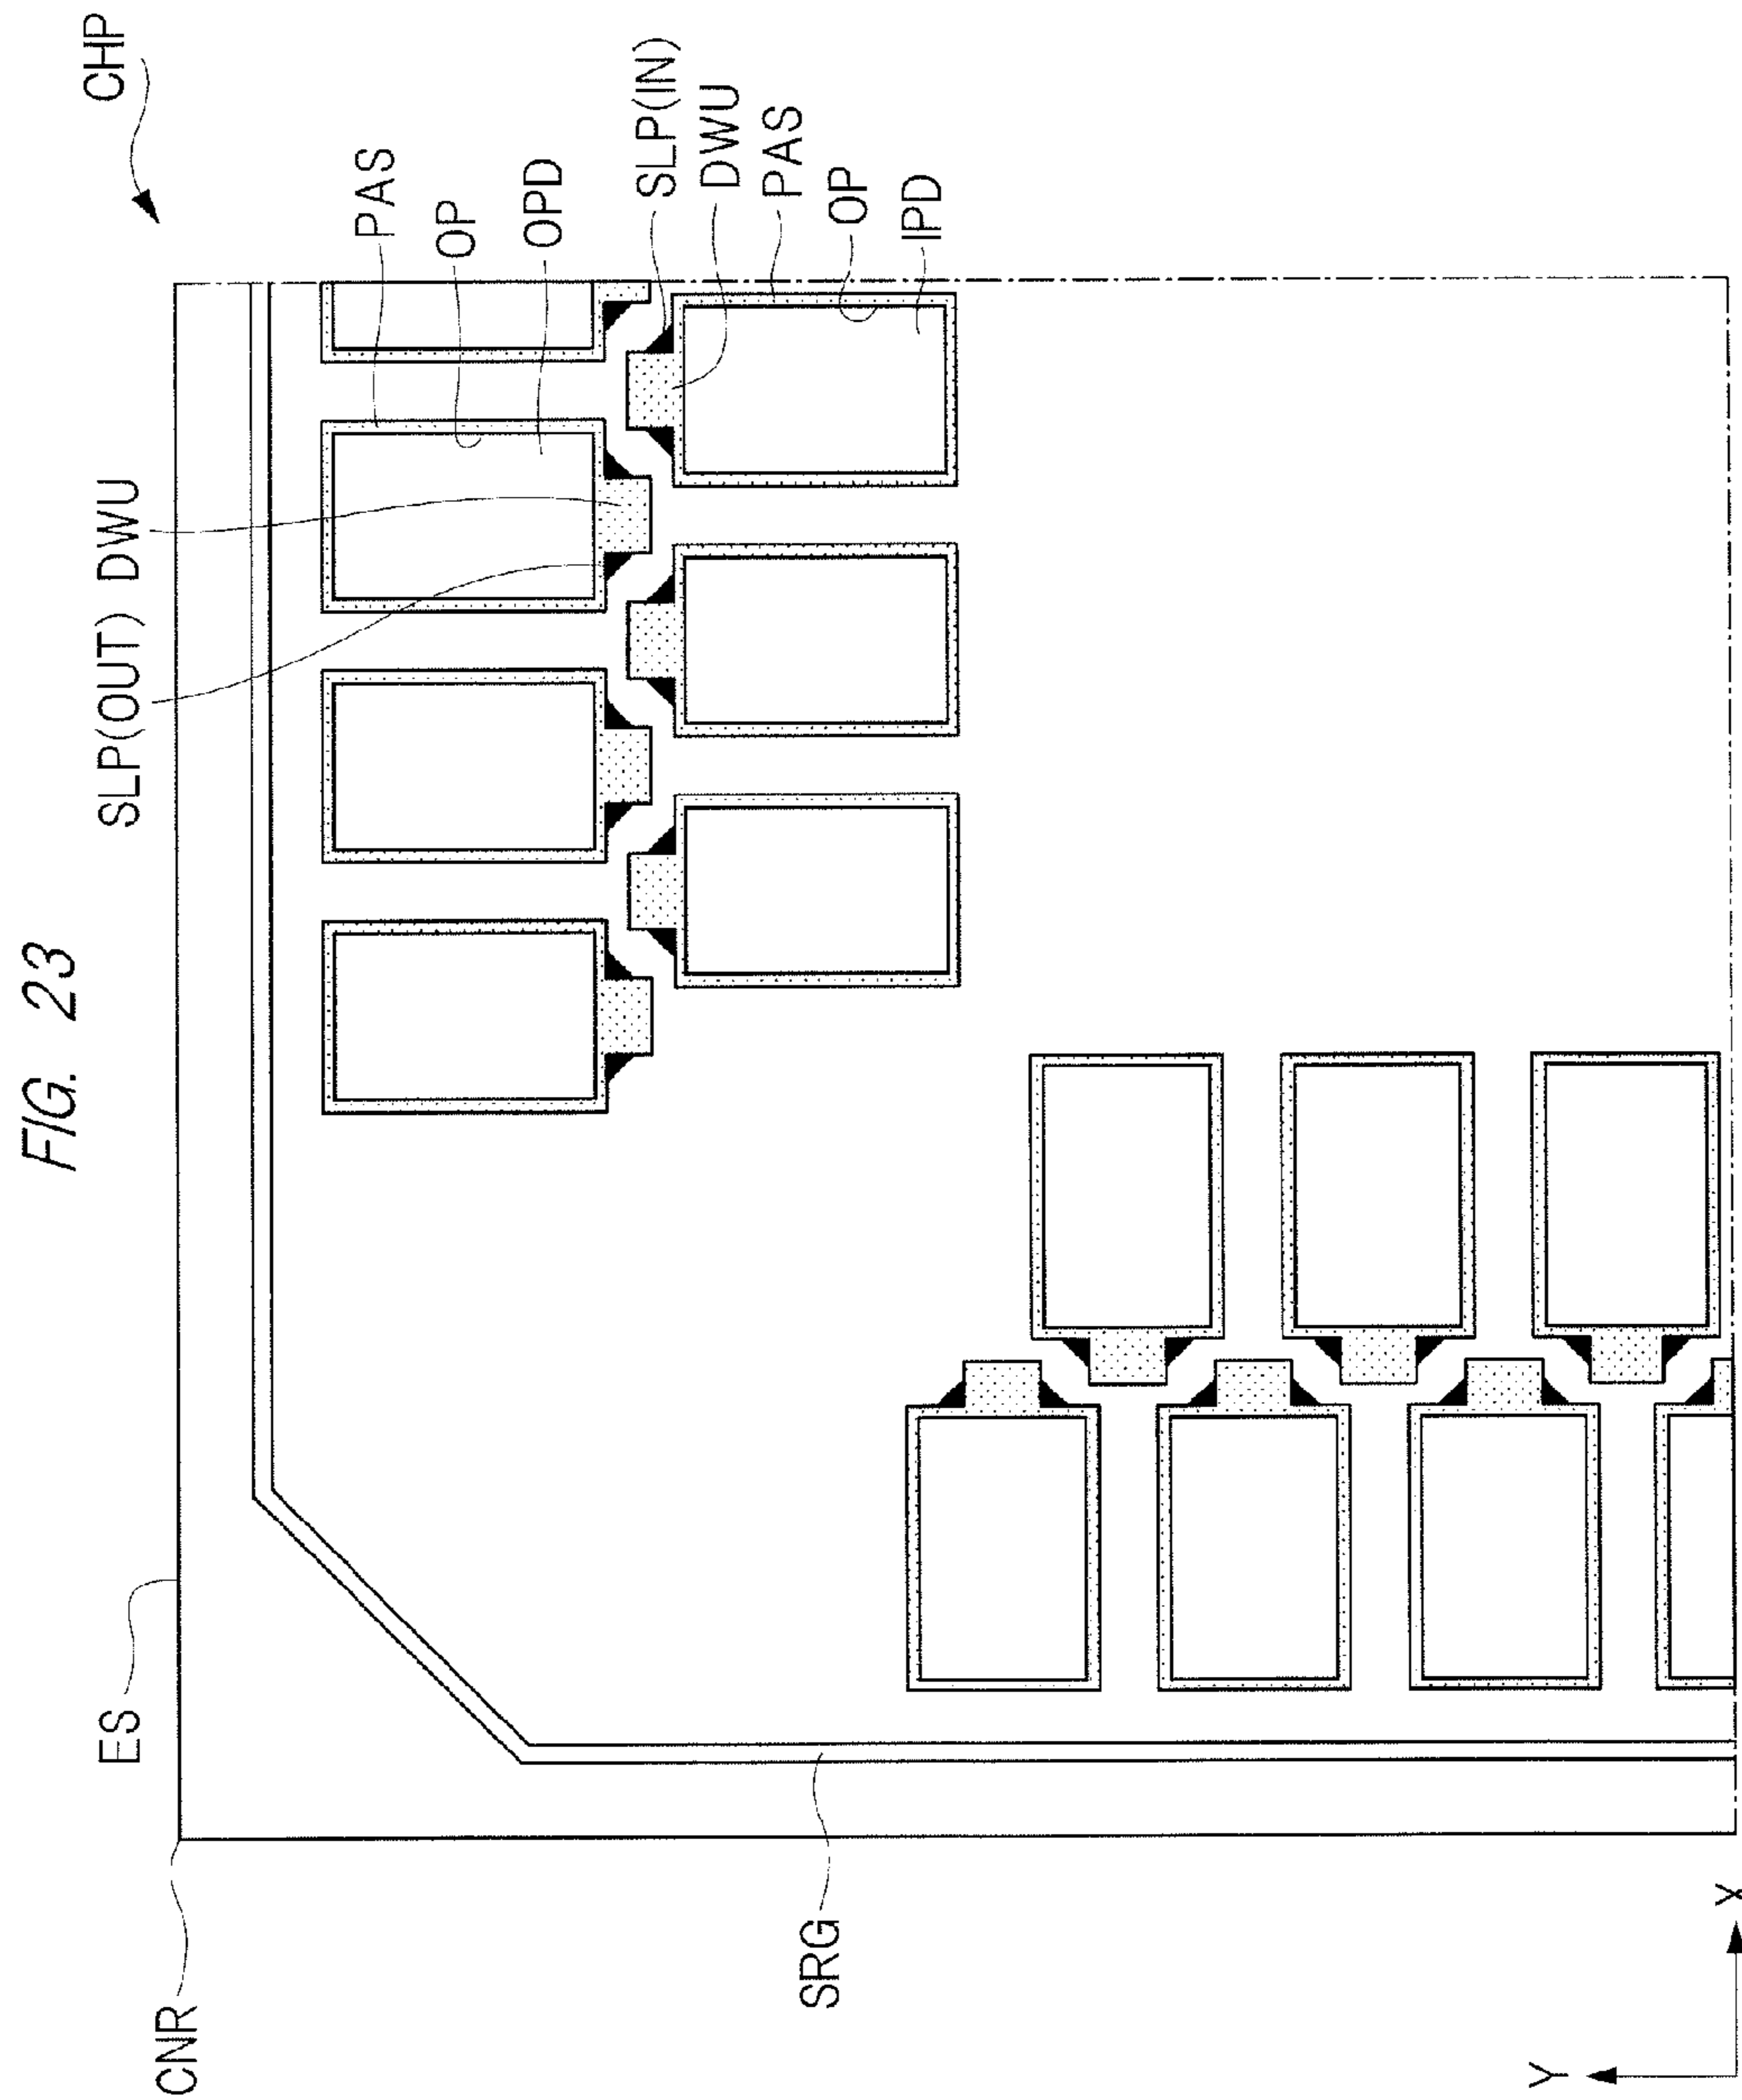 FIG. 23
CHP
SLP(OUT) DWU
PAS
OP
OPD
SLP(IN)
DWU
PAS
OP
IPD
ES
CNR
SRG
Y
X